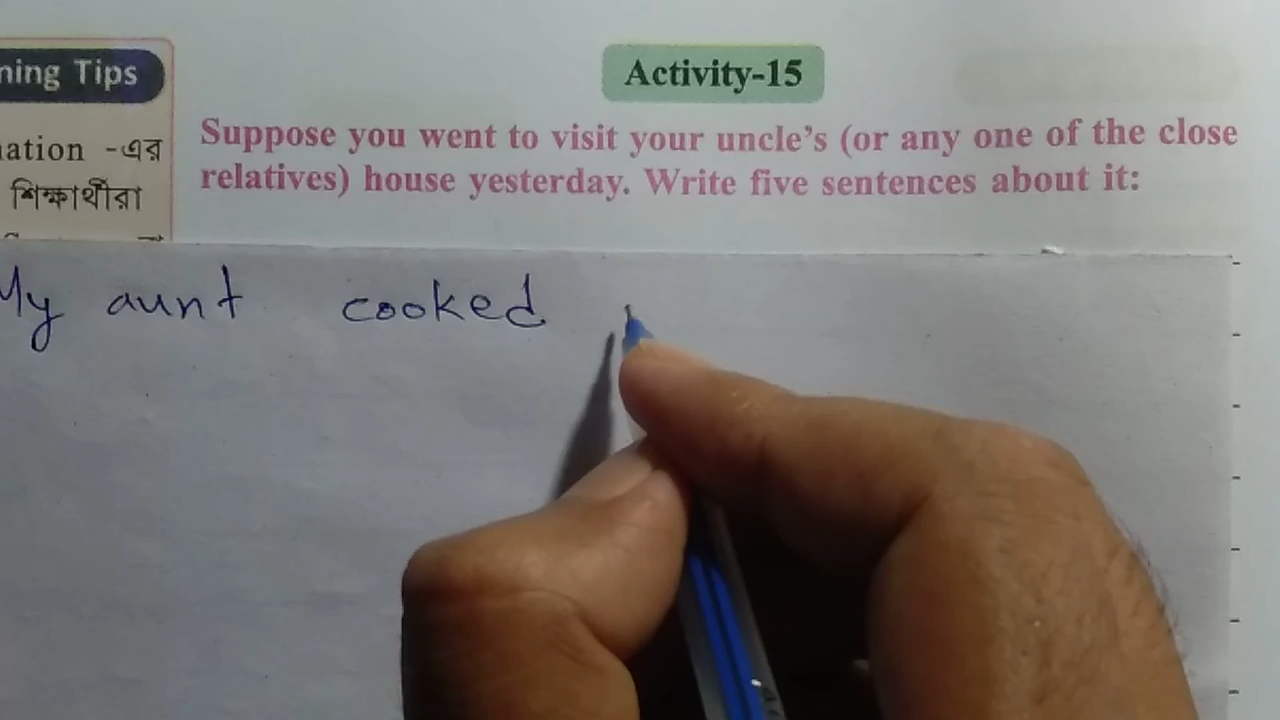 ning Tips
Activity-15
Suppose you went to visit your uncle's (or any one of the close
nation -এর
relatives) house yesterday. Write five sentences about it:
শিক্ষার্থীরা
My aunt cooked